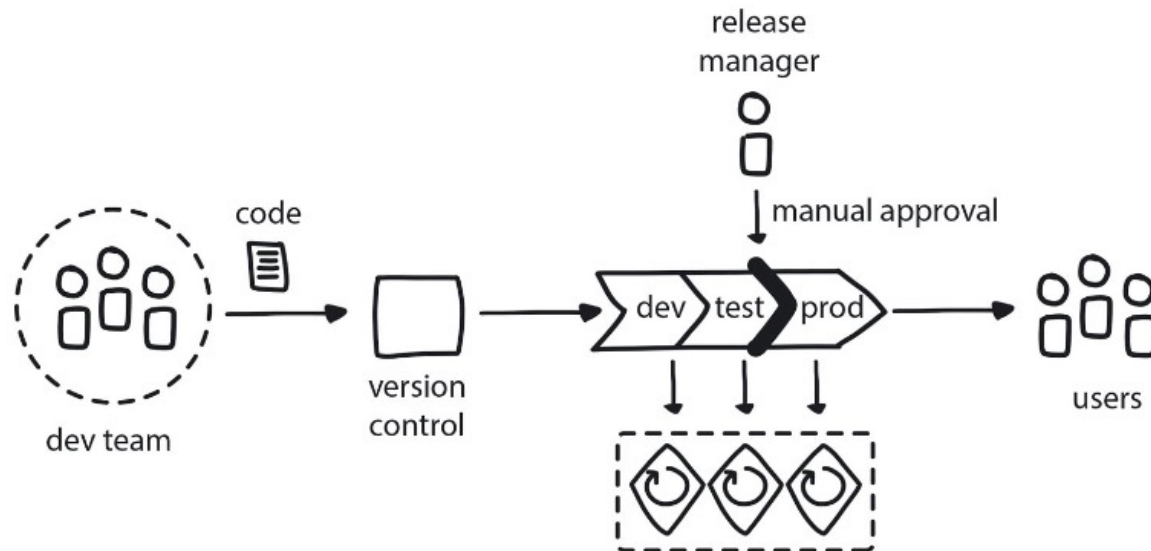 release
manager
code
manual approval
dev test prod
version
control
dev team
users